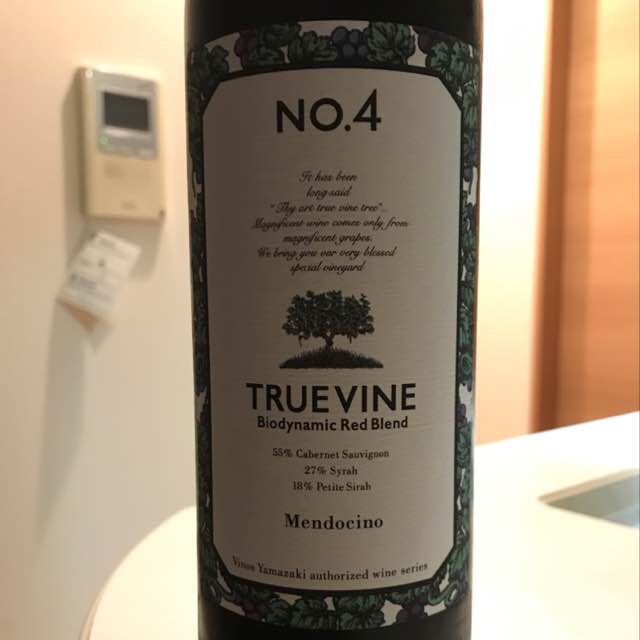 NO.4
It has been
long said
"Thy art true vine tree"...
Magnificent wine comes only from
magnificent grapes.
We bring you our very blessed
special vineyard
TRUEVINE
Biodynamic Red Blend
55% Cabernet Sauvignon
27% Syrah
18% Petite Sirah
Mendocino
Vinos Yamazaki authorized wine series